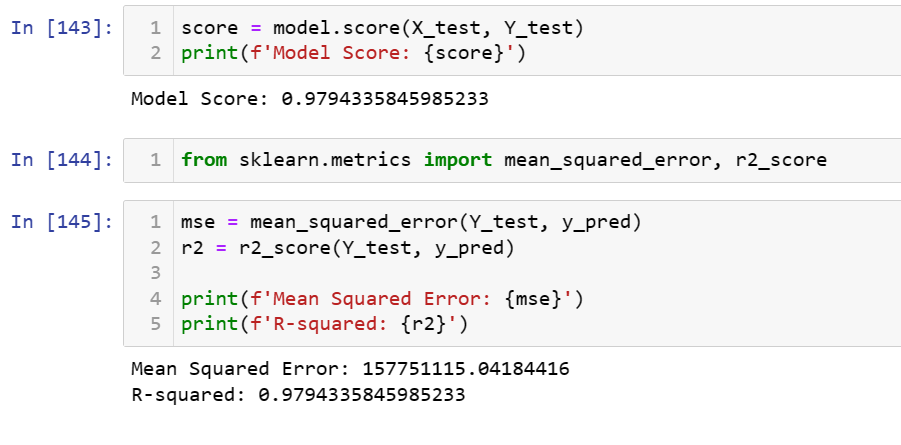 In [143]:
1 score = model.score(X_test, Y_test)
2 print(f'Model Score: {score}')
Model Score: 0.9794335845985233
In [144]:
1 from sklearn.metrics import mean_squared_error, r2_score
In [145]:
1 mse = mean_squared_error(Y_test, y_pred)
2 r2 = r2_score(Y_test, y_pred)
3
4 print(f'Mean Squared Error: {mse}')
5 print(f'R-squared: {r2}')
Mean Squared Error: 157751115.04184416
R-squared: 0.9794335845985233